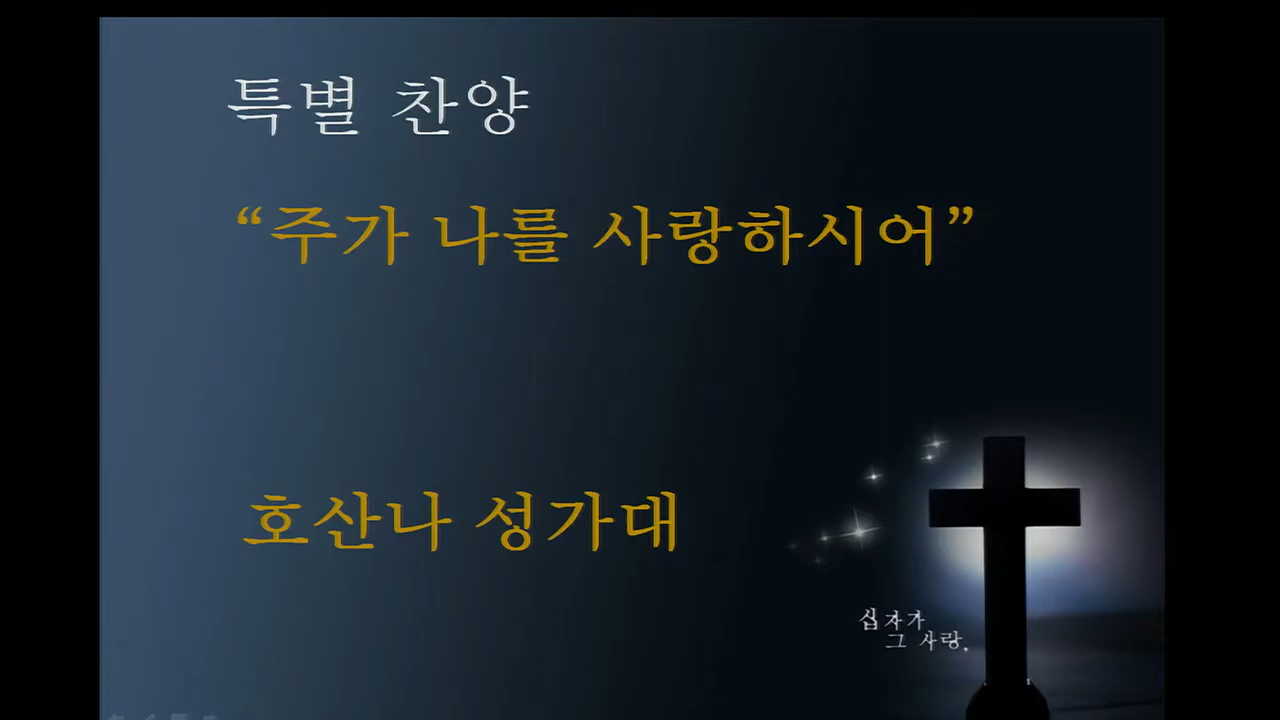 특별 찬양
“주가 나를 사랑하시어”
호산나 성가대
십자가
그 사랑.